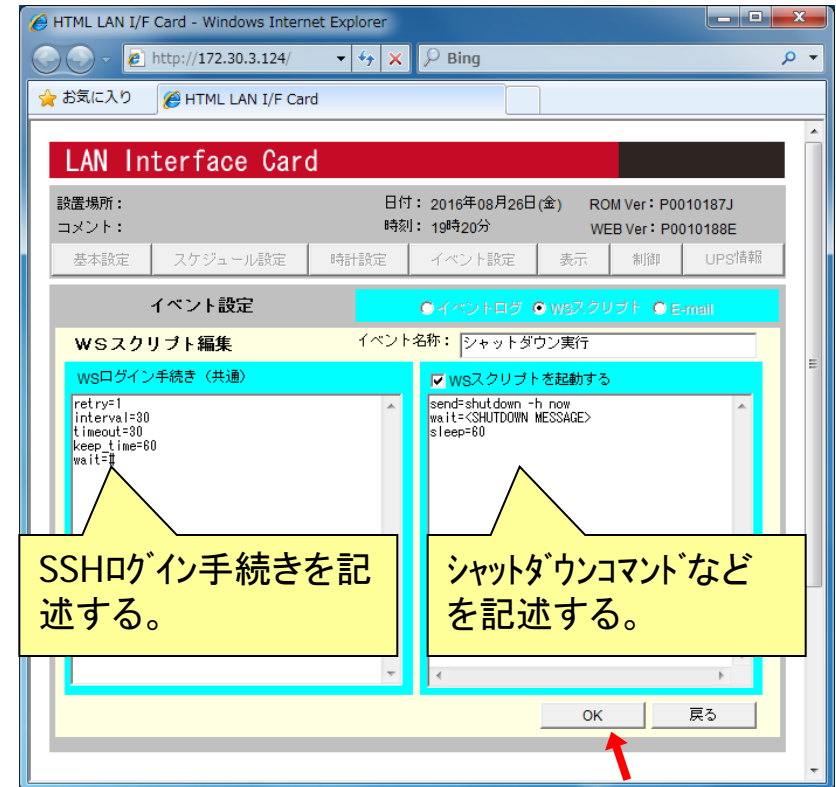 HTML LAN I/F Card - Windows Internet Explorer
http://172.30.3.124/
Bing
お気に入り
HTML LAN I/F Card
LAN Interface Card
設置場所：
日付： 2016年08月26日(金)
ROM Ver： P0010187J
コメント：
時刻： 19時20分
WEB Ver： P0010188E
基本設定
スケジュール設定
時計設定
イベント設定
表示
制御
UPS情報
イベント設定
イベントログ
WSスクリプト
E-mail
WSスクリプト編集
イベント名称： シャットダウン実行
WSログイン手続き（共通）
retry=1
interval=30
timeout=30
keep_time=60
wait=#
WSスクリプトを起動する
send=shutdown -h now
wait=<SHUTDOWN MESSAGE>
sleep=60
SSHﾛｸﾞｲﾝ手続きを記
述する。
ｼｬｯﾄﾀﾞｳﾝｺﾏﾝﾄﾞなど
を記述する。
OK
戻る